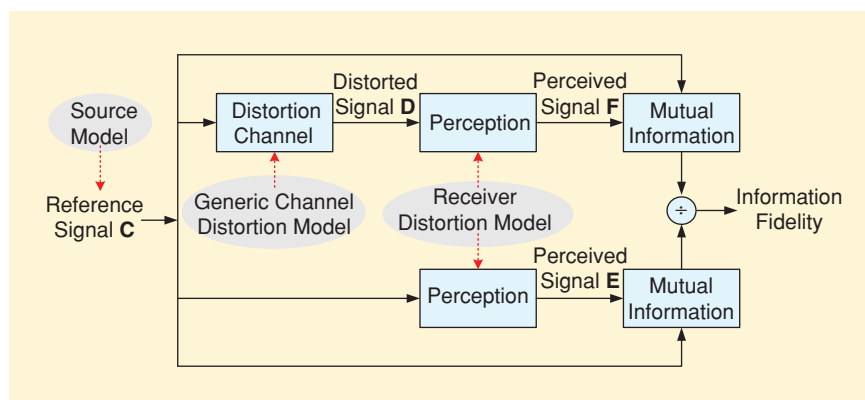 Distorted
Signal D
Perceived
Signal F
Source
Model
Distortion
Channel
Perception
Mutual
Information
Reference
Signal C
Generic Channel
Distortion Model
Receiver
Distortion Model
÷
Information
Fidelity
Perceived
Signal E
Perception
Mutual
Information